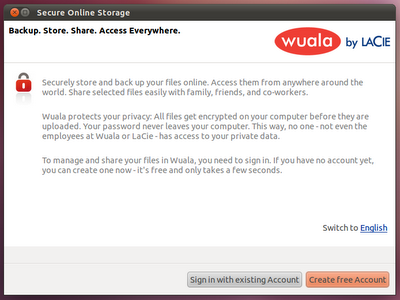 Secure Online Storage
Backup. Store. Share. Access Everywhere.
wuala by LACIE
Securely store and back up your files online. Access them from anywhere around the
world. Share selected files easily with family, friends, and co-workers.
Wuala protects your privacy: All files get encrypted on your computer before they are
uploaded. Your password never leaves your computer. This way, no one - not even the
employees at Wuala or LaCie - has access to your private data.
To manage and share your files in Wuala, you need to sign in. If you have no account yet,
you can create one now - it's free and only takes a few seconds.
Switch to English
Sign in with existing Account
Create free Account